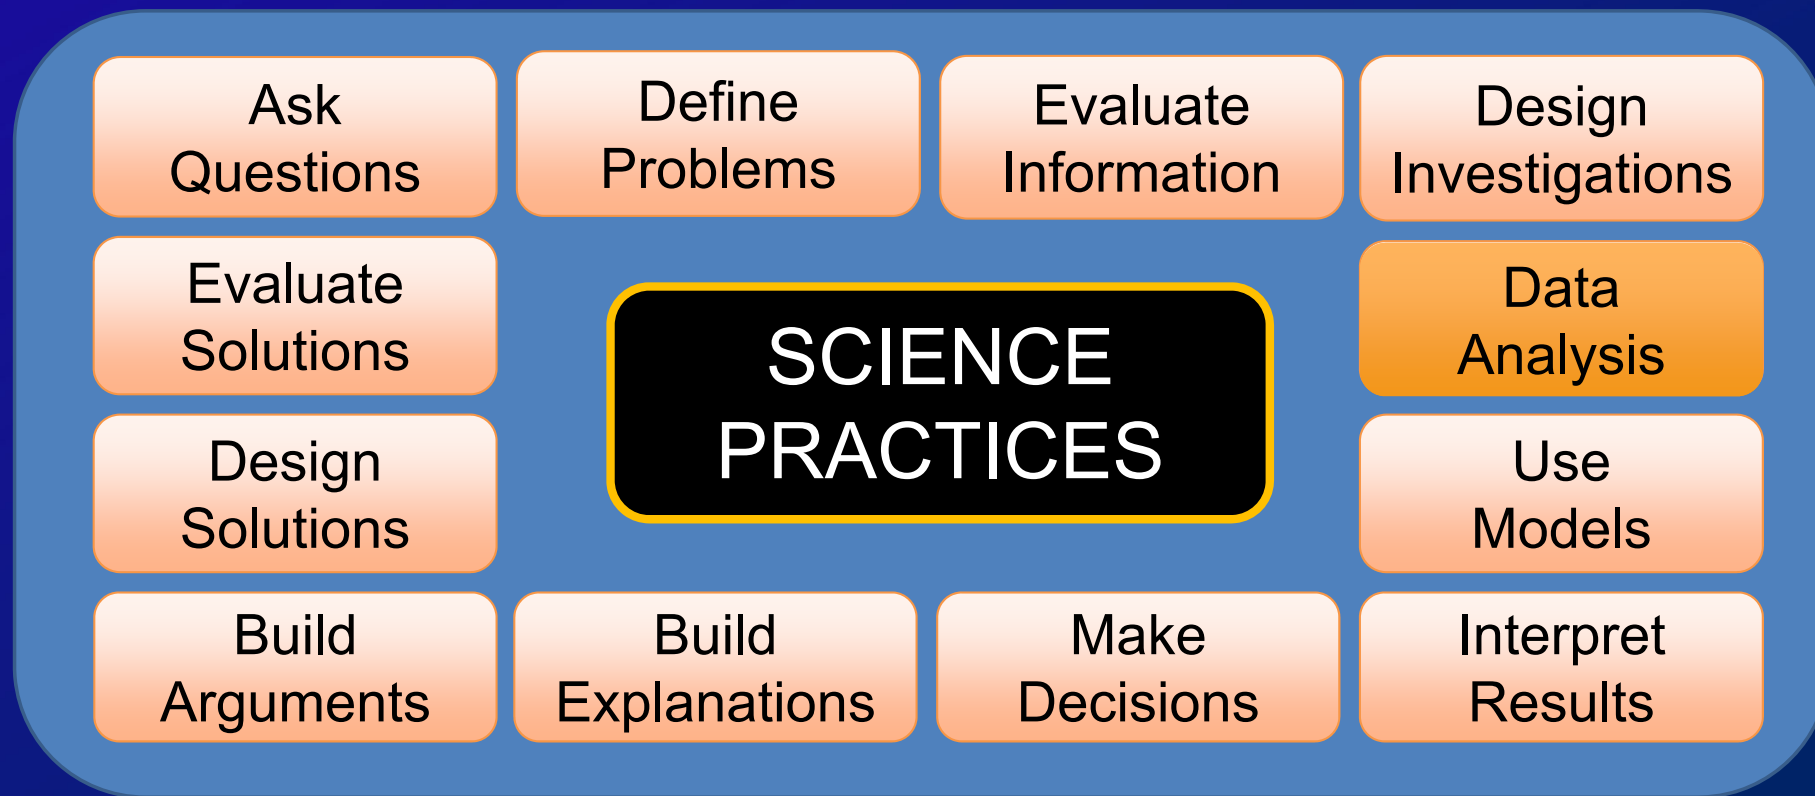 Ask
Questions
Define
Problems
Evaluate
Information
Design
Investigations
Evaluate
Solutions
SCIENCE
PRACTICES
Data
Analysis
Design
Solutions
Use
Models
Build
Arguments
Build
Explanations
Make
Decisions
Interpret
Results